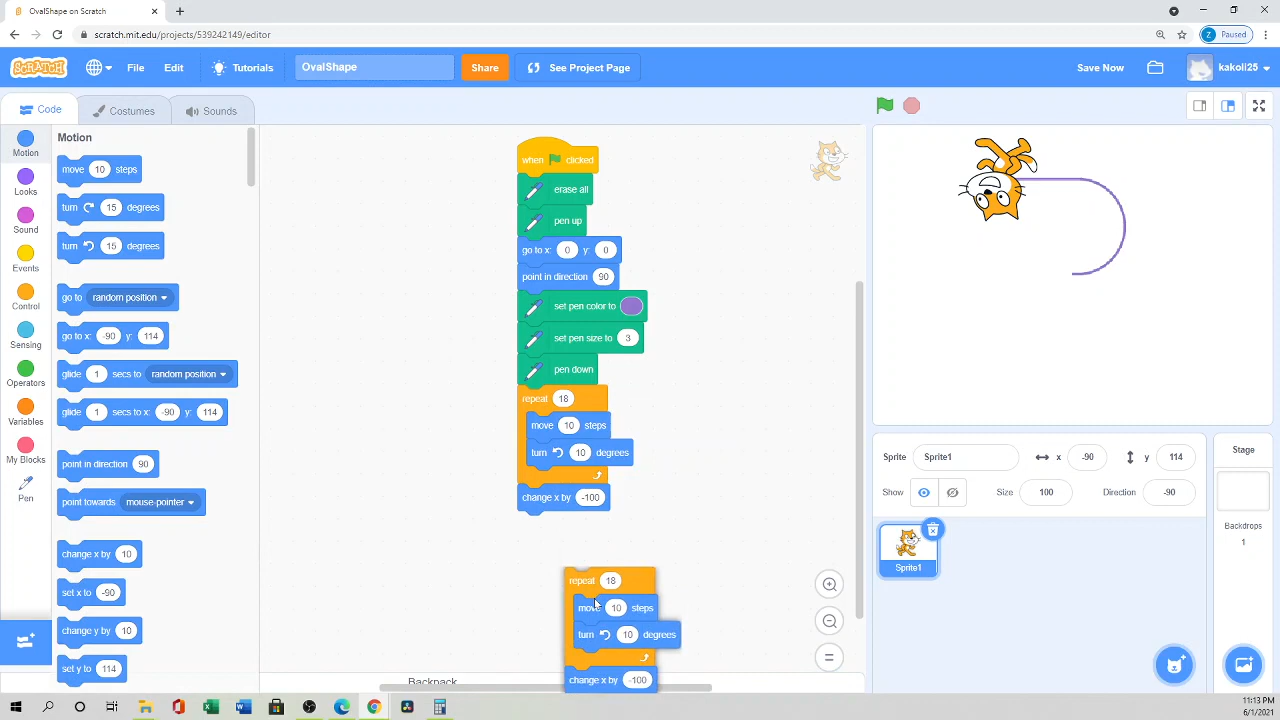 OvalShape on Scratch
scratch.mit.edu/projects/539242149/editor
Paused
SCRATCH
File
Edit
Tutorials
OvalShape
Share
See Project Page
Save Now
kakoli25
Code
Costumes
Sounds
Motion
Looks
Sound
Events
Control
Sensing
Operators
Variables
My Blocks
Pen
Motion
move 10 steps
turn 15 degrees
turn 15 degrees
go to random position
go to x: -90 y: 114
glide 1 secs to random position
glide 1 secs to x: -90 y: 114
point in direction 90
point towards mouse-pointer
change x by 10
set x to -90
change y by 10
set y to 114
when clicked
erase all
pen up
go to x: 0 y: 0
point in direction 90
set pen color to
set pen size to 3
pen down
repeat 18
move 10 steps
turn 10 degrees
change x by -100
repeat 18
move 10 steps
turn 10 degrees
change x by -100
Backpack
Sprite Sprite1 x -90 y 114
Show Size 100 Direction -90
Sprite1
Stage
Backdrops
1
11:13 PM
6/1/2021